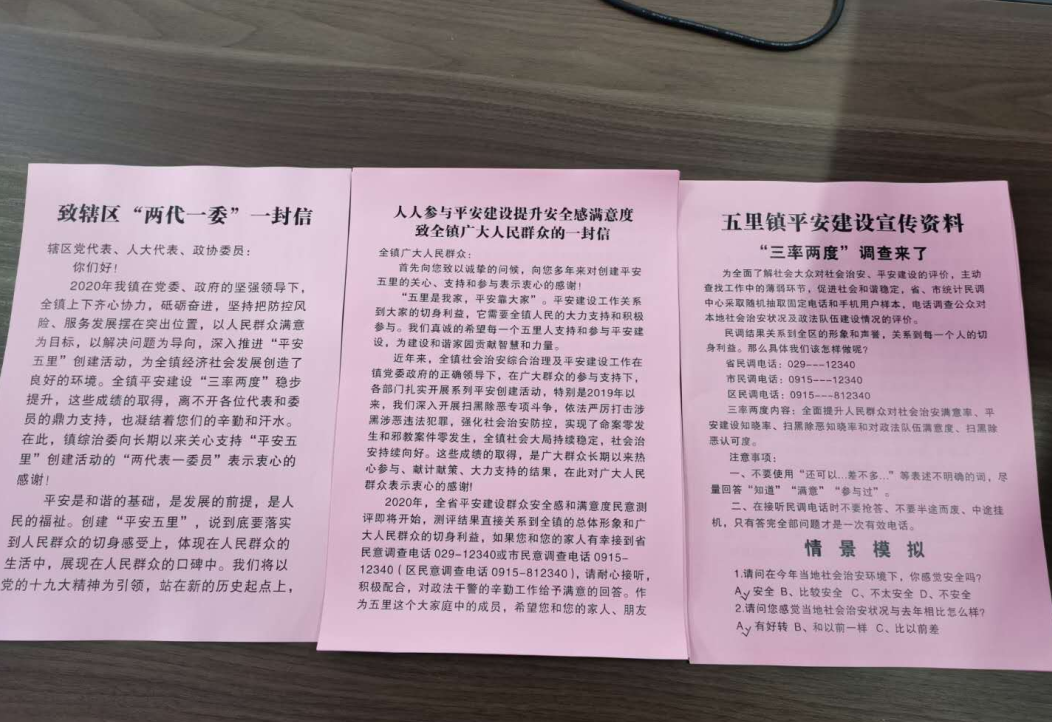 致辖区“两代一委”一封信
辖区党代表、人大代表、政协委员：
你们好！
2020年我镇在党委、政府的坚强领导下，
全镇上下齐心协力，砥砺奋进，坚持把防控风
险、服务发展摆在突出位置，以人民群众满意
为目标，以解决问题为导向，深入推进“平安
五里”创建活动，为全镇经济社会发展创造了
良好的环境。全镇平安建设“三率两度”稳步
提升，这些成绩的取得，离不开各位代表和委
员的鼎力支持，也凝结着您们的辛勤和汗水。
在此，镇综治委向长期以来关心支持“平安五
里”创建活动的“两代表一委员”表示衷心的
感谢！
平安是和谐的基础，是发展的前提，是人
民的福祉。创建“平安五里”，说到底要落实
到人民群众的切身感受上，体现在人民群众的
生活中，展现在人民群众的口碑中。我们将以
党的十九大精神为引领，站在新的历史起点上，
人人参与平安建设提升安全感满意度
致全镇广大人民群众的一封信
全镇广大人民群众：
首先向您致以诚挚的问候，向您多年来对创建平安
五里的关心、支持和参与表示衷心的感谢！
“五里是我家，平安靠大家”。平安建设工作关系
到大家的切身利益，它需要全镇人民的大力支持和积极
参与。我们真诚的希望每一个五里人支持和参与平安建
设，为建设和谐家园贡献智慧和力量。
近年来，全镇社会治安综合治理及平安建设工作在
镇党委政府的正确领导下，在广大群众的参与支持下，
各部门扎实开展系列平安创建活动，特别是2019年以
来，我们深入开展扫黑除恶专项斗争，依法严厉打击涉
黑涉恶违法犯罪，强化社会治安防控，实现了命案零发
生和邪教案件零发生，全镇社会大局持续稳定，社会治
安持续向好。这些成绩的取得，是广大群众长期以来热
心参与、献计献策、大力支持的结果，在此对广大人民
群众表示衷心的感谢！
2020年，全省平安建设群众安全感和满意度民意测
评即将开始，测评结果直接关系到全镇的总体形象和广
大人民群众的切身利益，如果您和您的家人有幸接到省
民意调查电话029-12340或市民意调查电话0915-
12340（区民意调查电话0915-812340），请耐心接听，
积极配合，对政法干警的辛勤工作给予满意的回答。作
为五里这个大家庭中的成员，希望您和您的家人、朋友
五里镇平安建设宣传资料
“三率两度”调查来了
为全面了解社会大众对社会治安、平安建设的评价，主动
查找工作中的薄弱环节，促进社会和谐稳定，省、市统计民调
中心采取随机抽取固定电话和手机用户样本，电话调查公众对
本地社会治安状况及政法队伍建设情况的评价。
民调结果关系到全区的形象和声誉，关系到每一个人的切
身利益。那么具体我们该怎样做呢？
省民调电话：029---12340
市民调电话：0915---12340
区民调电话：0915---812340
三率两度内容：全面提升人民群众对社会治安满意率、平
安建设知晓率、扫黑除恶知晓率和对政法队伍满意度、扫黑除
恶认可度。
注意事项：
一、不要使用“还可以…差不多…”等表述不明确的词，尽
量回答“知道”“满意”“参与过”。
二、在接听民调电话时不要抢答、不要半途而废、中途挂
机，只有答完全部问题才是一次有效电话。
情景模拟
1.请问在今年当地社会治安环境下，你感觉安全吗？
A、安全 B、比较安全 C、不太安全 D、不安全
2.请问您感觉当地社会治安状况与去年相比怎么样？
A、有好转 B、和以前一样 C、比以前差